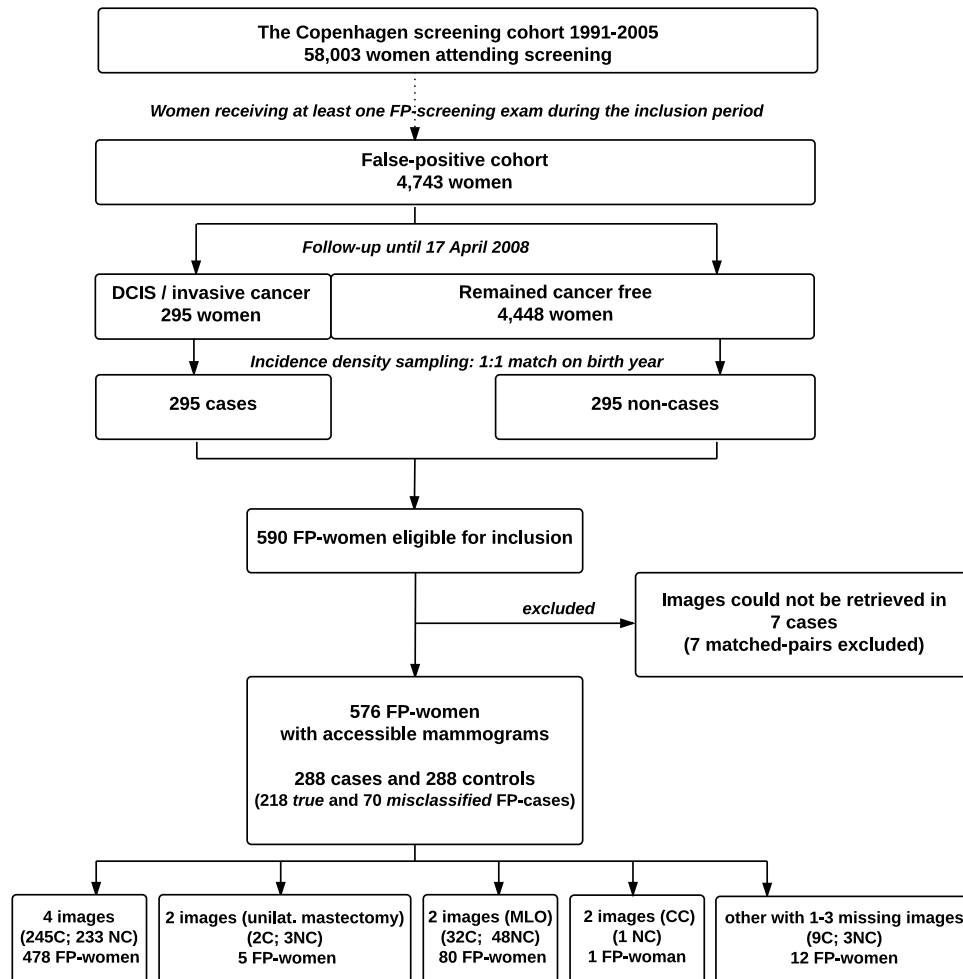 The Copenhagen screening cohort 1991-2005
58,003 women attending screening
Women receiving at least one FP-screening exam during the inclusion period
False-positive cohort
4,743 women
Follow-up until 17 April 2008
DCIS / invasive cancer
295 women
Remained cancer free
4,448 women
Incidence density sampling: 1:1 match on birth year
295 cases
295 non-cases
590 FP-women eligible for inclusion
excluded
Images could not be retrieved in
7 cases
(7 matched-pairs excluded)
576 FP-women
with accessible mammograms
288 cases and 288 controls
(218 true and 70 misclassified FP-cases)
4 images
(245C; 233 NC)
478 FP-women
2 images (unilat. mastectomy)
(2C; 3NC)
5 FP-women
2 images (MLO)
(32C; 48NC)
80 FP-women
2 images (CC)
(1 NC)
1 FP-woman
other with 1-3 missing images
(9C; 3NC)
12 FP-women